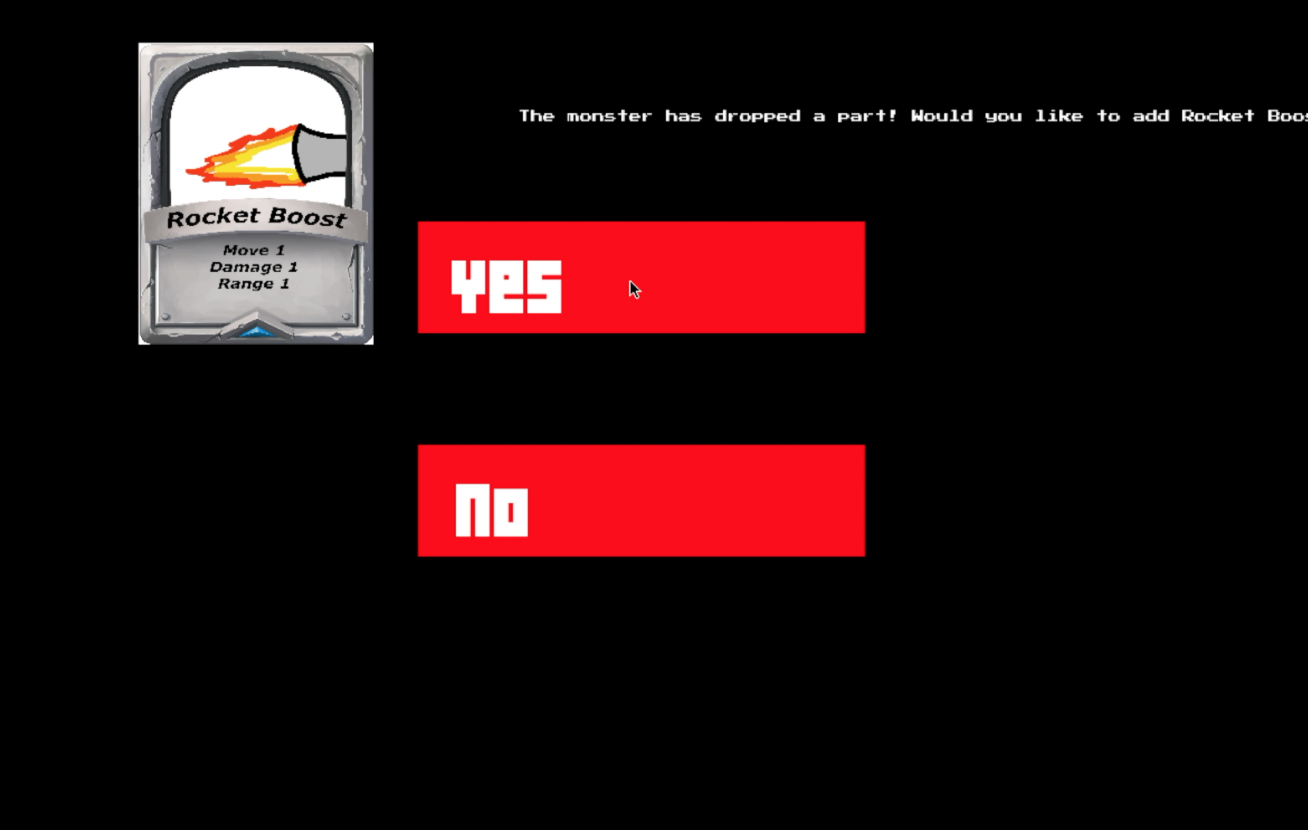 The monster has dropped a part! Would you like to add Rocket Boos
Rocket Boost
Move 1
Damage 1
Range 1
Yes
No